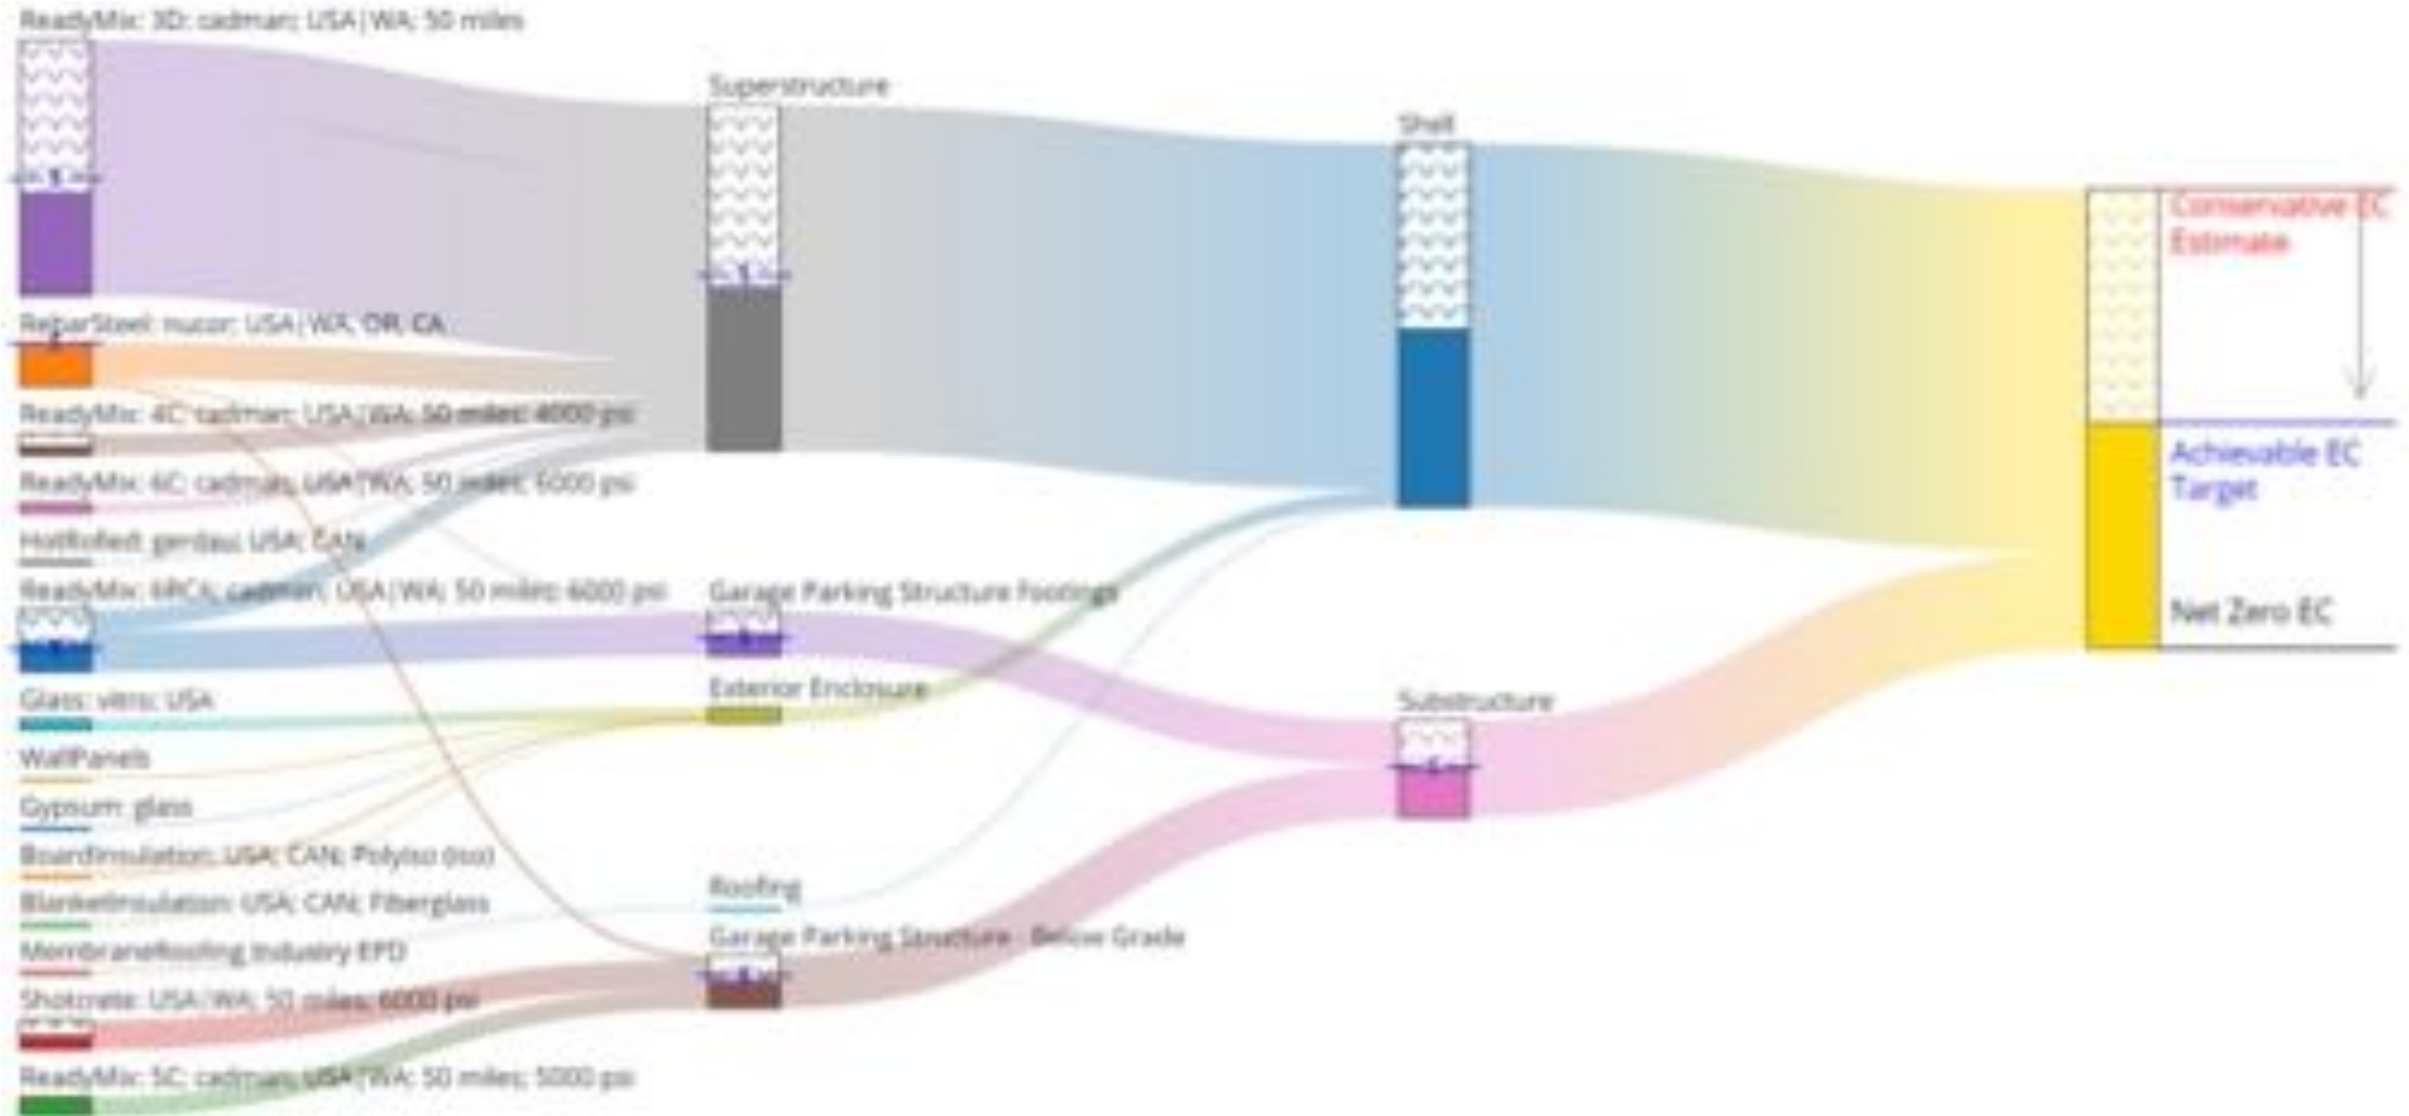 ReadyMix: 3D: cadman; USA|WA; 50 miles
RebarSteel: nucor; USA|WA, OR, CA
ReadyMix: 4C: cadman; USA|WA; 50 miles; 4000 psi
ReadyMix: 6C: cadman; USA|WA; 50 miles; 6000 psi
HotRolled: gerdau; USA; CAN
ReadyMix: 6RCA; cadman; USA|WA; 50 miles; 6000 psi
Glass: vitro; USA
WallPanels
Gypsum: glass
BoardInsulation; USA; CAN; Polyiso (iso)
BlanketInsulation: USA; CAN; Fiberglass
MembraneRoofing Industry EPD
Shotcrete: USA|WA; 50 miles; 6000 psi
ReadyMix: 5C: cadman; USA|WA; 50 miles; 5000 psi
Superstructure
Garage Parking Structure Footings
Exterior Enclosure
Roofing
Garage Parking Structure - Below Grade
Shell
Substructure
Conservative EC
Estimate
Achievable EC
Target
Net Zero EC